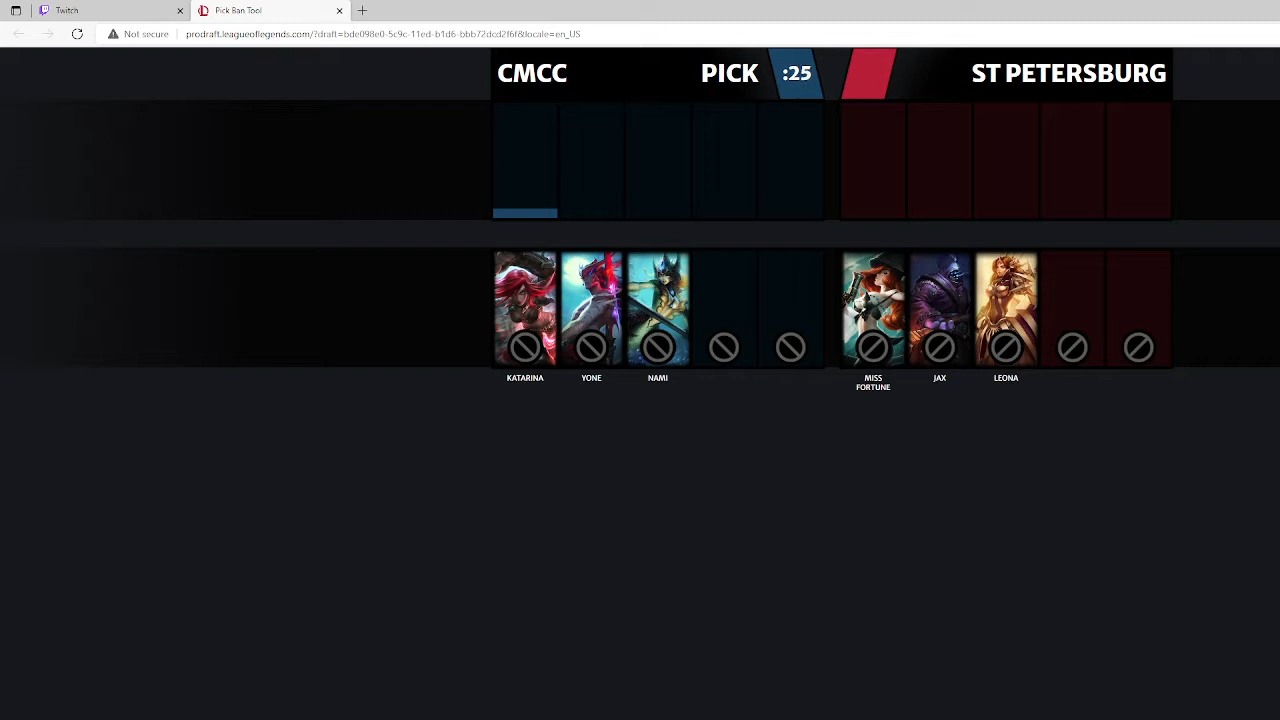 Twitch
Pick Ban Tool
Not secure
prodraft.leagueoflegends.com/?draft=bde098e0-5c9c-11ed-b1d6-bbb72dcd2f6f&locale=en_US
CMCC
PICK
:25
ST PETERSBURG
KATARINA
YONE
NAMI
MISS
FORTUNE
JAX
LEONA